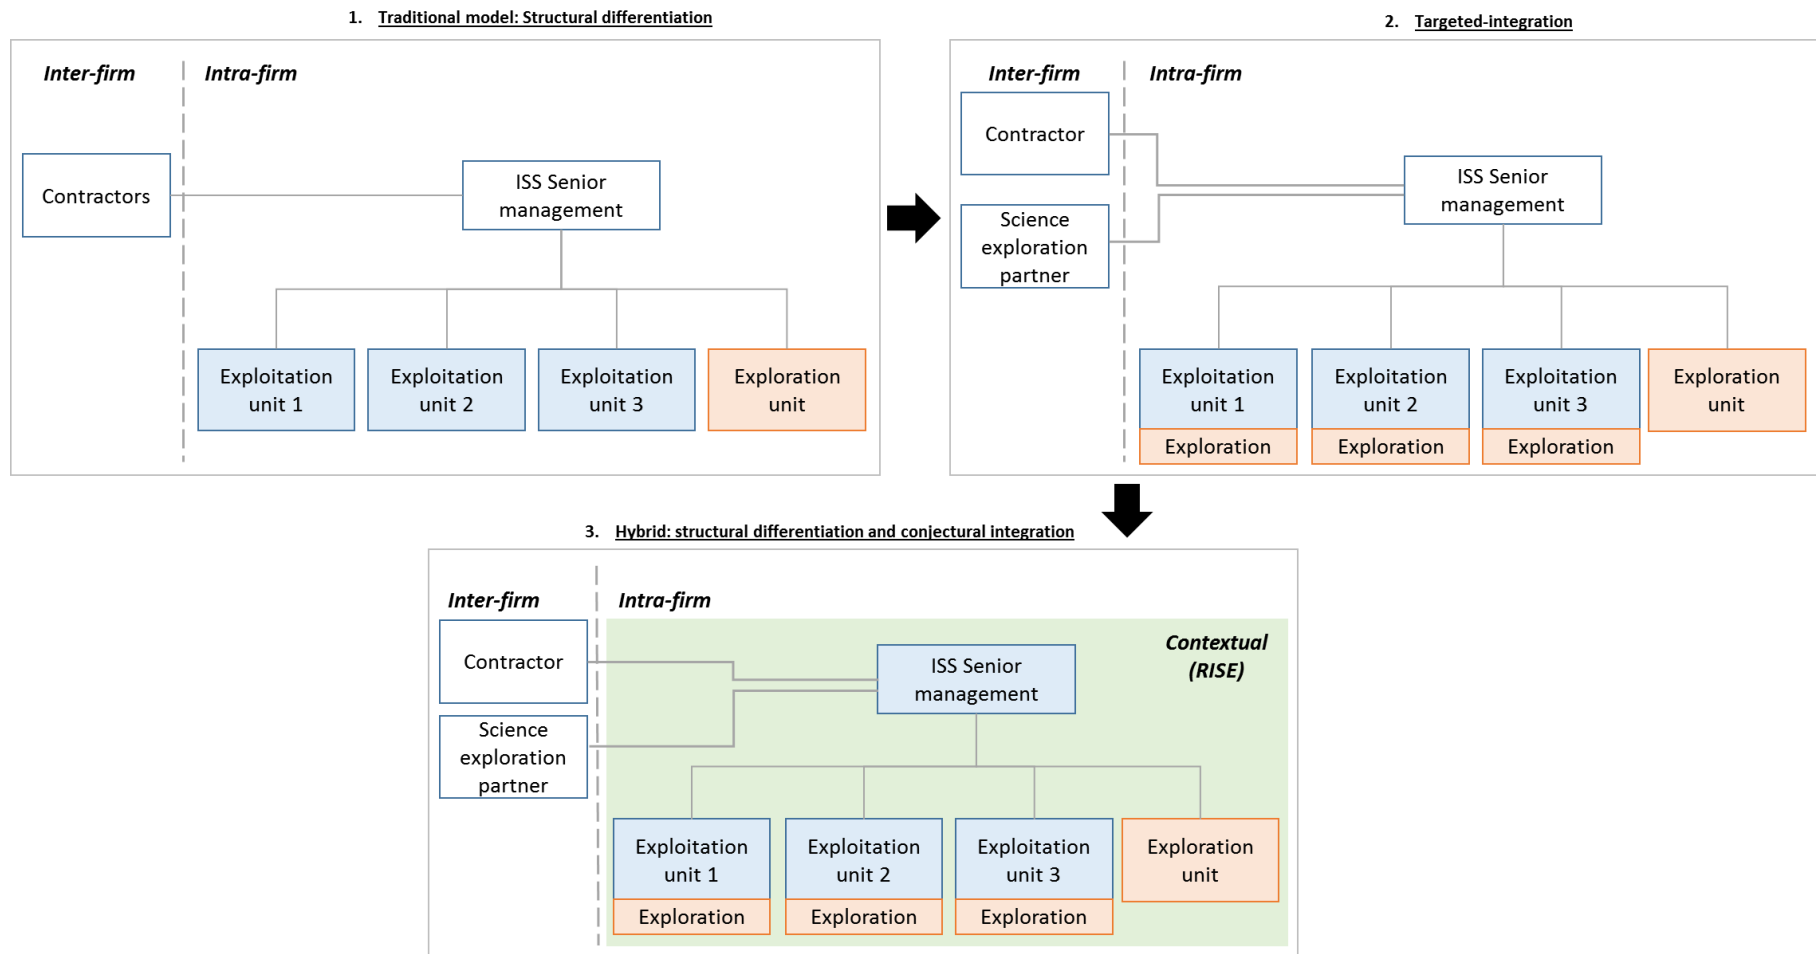 1. Traditional model: Structural differentiation
Inter-firm
Intra-firm
Contractors
ISS Senior
management
Exploitation
unit 1
Exploitation
unit 2
Exploitation
unit 3
Exploration
unit
2. Targeted-integration
Inter-firm
Intra-firm
Contractor
Science
exploration
partner
ISS Senior
management
Exploitation
unit 1
Exploration
Exploitation
unit 2
Exploration
Exploitation
unit 3
Exploration
Exploration
unit
3. Hybrid: structural differentiation and conjectural integration
Inter-firm
Intra-firm
Contractor
Science
exploration
partner
ISS Senior
management
Contextual
(RISE)
Exploitation
unit 1
Exploration
Exploitation
unit 2
Exploration
Exploitation
unit 3
Exploration
Exploration
unit